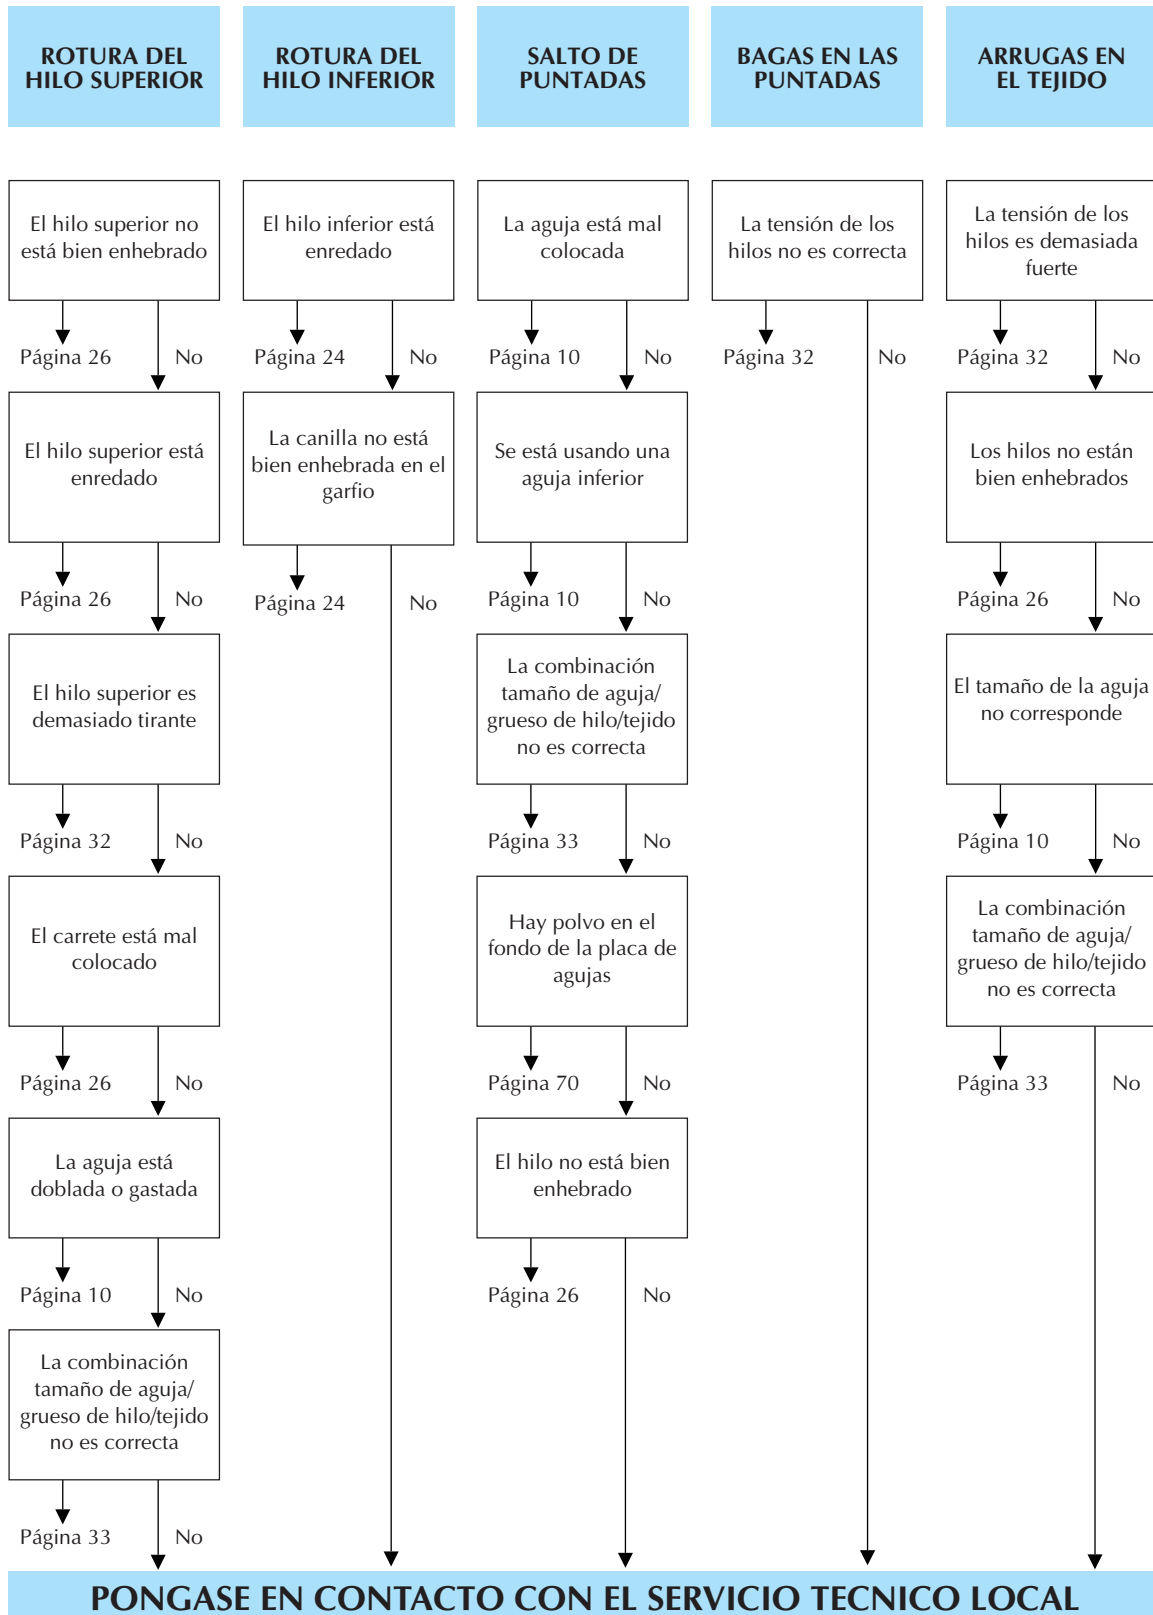 ROTURA DEL
HILO SUPERIOR
El hilo superior no
está bien enhebrado
Página 26
No
El hilo superior está
enredado
Página 26
No
El hilo superior es
demasiado tirante
Página 32
No
El carrete está mal
colocado
Página 26
No
La aguja está
doblada o gastada
Página 10
No
La combinación
tamaño de aguja/
grueso de hilo/tejido
no es correcta
Página 33
No
ROTURA DEL
HILO INFERIOR
El hilo inferior está
enredado
Página 24
No
La canilla no está
bien enhebrada en el
garfio
Página 24
No
SALTO DE
PUNTADAS
La aguja está mal
colocada
Página 10
No
Se está usando una
aguja inferior
Página 10
No
La combinación
tamaño de aguja/
grueso de hilo/tejido
no es correcta
Página 33
No
Hay polvo en el
fondo de la placa de
agujas
Página 70
No
El hilo no está bien
enhebrado
Página 26
No
BAGAS EN LAS
PUNTADAS
La tensión de los
hilos no es correcta
Página 32
No
ARRUGAS EN
EL TEJIDO
La tensión de los
hilos es demasiada
fuerte
Página 32
No
Los hilos no están
bien enhebrados
Página 26
No
El tamaño de la aguja
no corresponde
Página 10
No
La combinación
tamaño de aguja/
grueso de hilo/tejido
no es correcta
Página 33
No
PONGASE EN CONTACTO CON EL SERVICIO TECNICO LOCAL